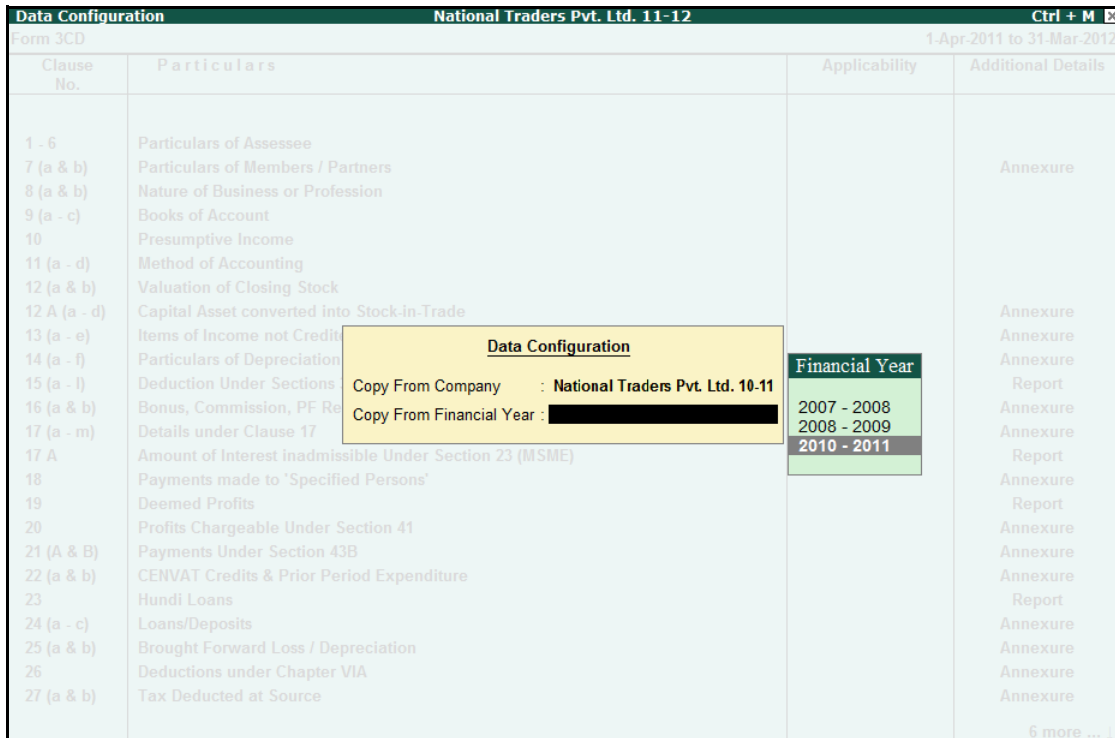 Data Configuration National Traders Pvt. Ltd. 11-12 Ctrl + M
Form 3CD 1-Apr-2011 to 31-Mar-2012
Clause No. Particulars Applicability Additional Details
1 - 6 Particulars of Assessee
7 (a & b) Particulars of Members / Partners Annexure
8 (a & b) Nature of Business or Profession
9 (a - c) Books of Account
10 Presumptive Income
11 (a - d) Method of Accounting
12 (a & b) Valuation of Closing Stock
12 A (a - d) Capital Asset converted into Stock-in-Trade Annexure
13 (a - e) Items of Income not Credite Annexure
14 (a - f) Particulars of Depreciation Annexure
15 (a - l) Deduction Under Sections Report
16 (a & b) Bonus, Commission, PF Re Annexure
17 (a - m) Details under Clause 17 Annexure
17 A Amount of Interest inadmissible Under Section 23 (MSME) Report
18 Payments made to 'Specified Persons' Annexure
19 Deemed Profits Report
20 Profits Chargeable Under Section 41 Annexure
21 (A & B) Payments Under Section 43B Annexure
22 (a & b) CENVAT Credits & Prior Period Expenditure Annexure
23 Hundi Loans Report
24 (a - c) Loans/Deposits Annexure
25 (a & b) Brought Forward Loss / Depreciation Annexure
26 Deductions under Chapter VIA Annexure
27 (a & b) Tax Deducted at Source Annexure
6 more ...
Data Configuration
Copy From Company : National Traders Pvt. Ltd. 10-11
Copy From Financial Year :
Financial Year
2007 - 2008
2008 - 2009
2010 - 2011